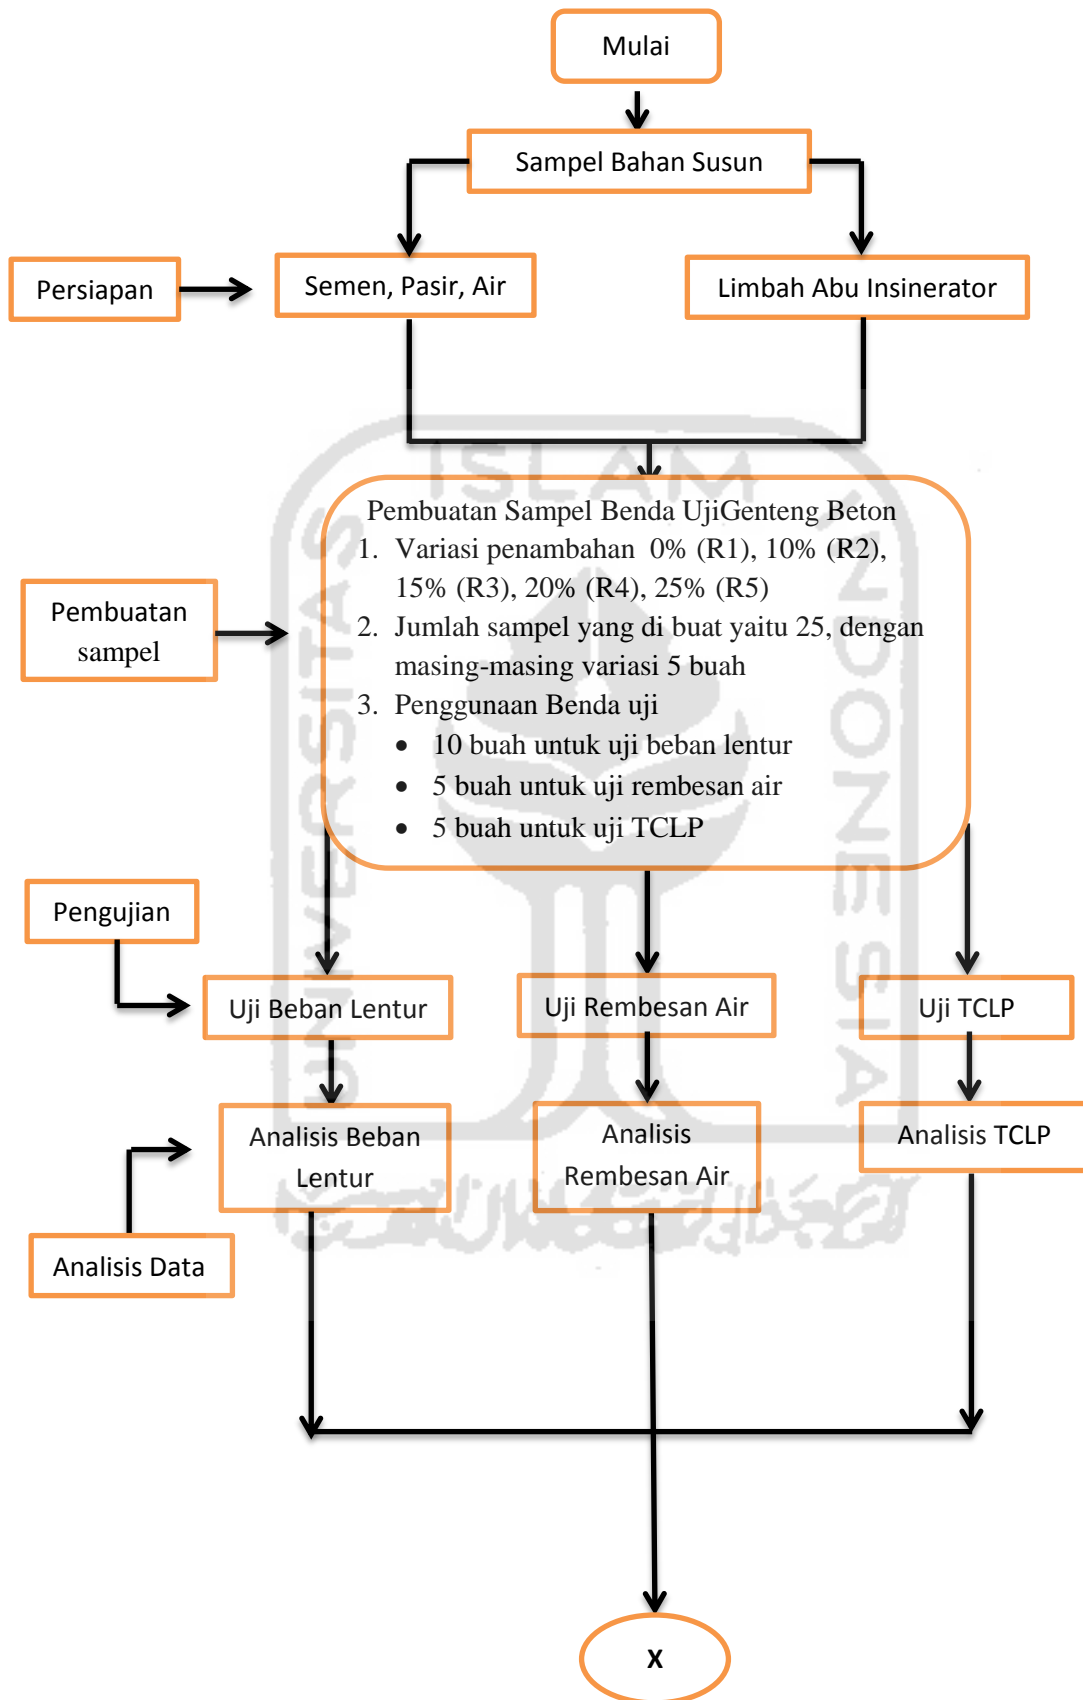 Mulai
Sampel Bahan Susun
Persiapan
Semen, Pasir, Air
Limbah Abu Insinerator
Pembuatan Sampel Benda UjiGenteng Beton
1. Variasi penambahan 0% (R1), 10% (R2),
15% (R3), 20% (R4), 25% (R5)
2. Jumlah sampel yang di buat yaitu 25, dengan
masing-masing variasi 5 buah
3. Penggunaan Benda uji
• 10 buah untuk uji beban lentur
• 5 buah untuk uji rembesan air
• 5 buah untuk uji TCLP
Pembuatan
sampel
Pengujian
Uji Beban Lentur
Uji Rembesan Air
Uji TCLP
Analisis Beban
Lentur
Analisis
Rembesan Air
Analisis TCLP
Analisis Data
X
UNIVERSITAS
ISLAM
INDONESIA